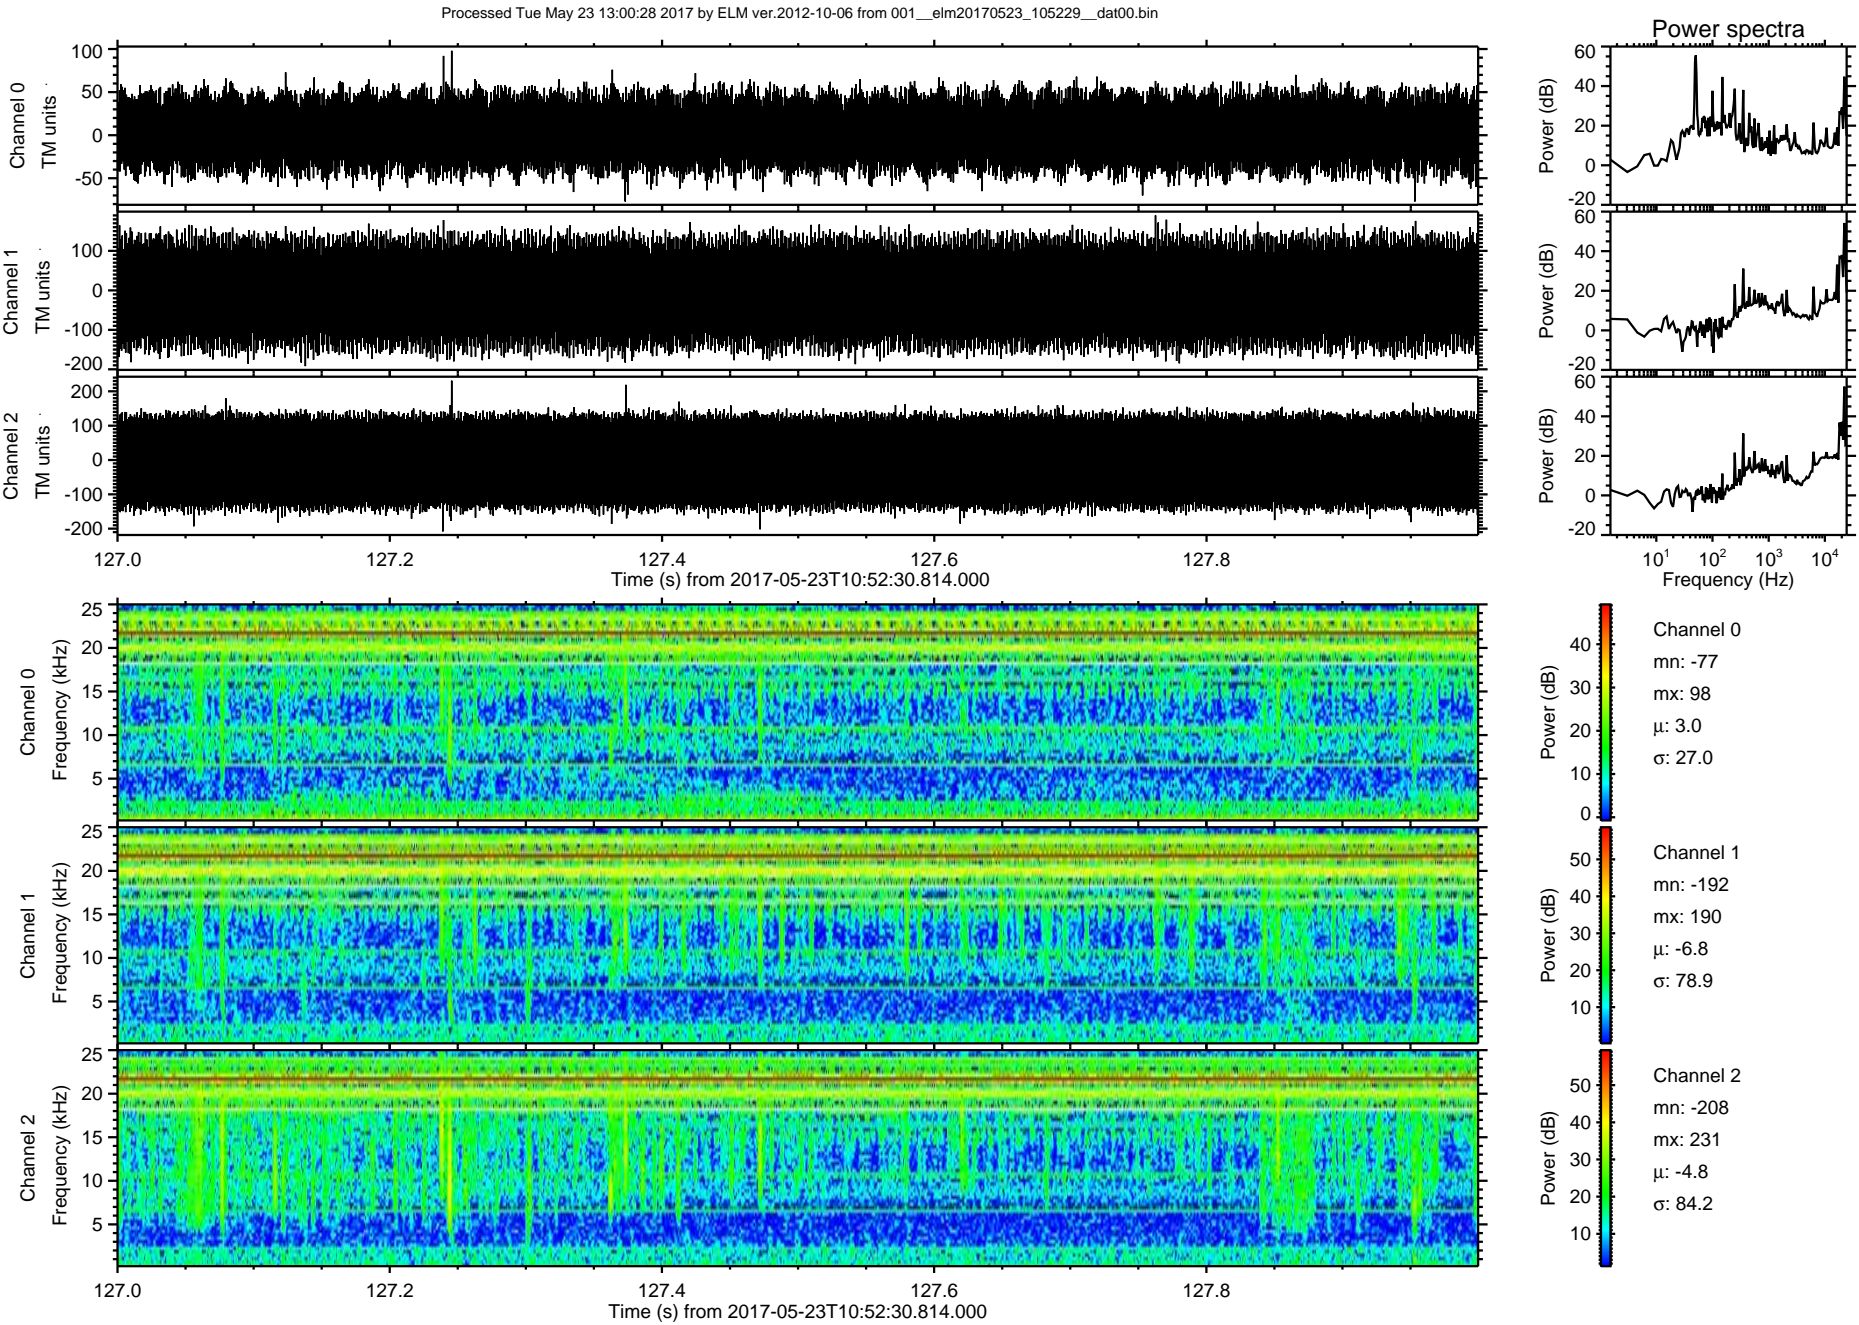 Processed Tue May 23 13:00:28 2017 by ELM ver.2012-10-06 from 001__elm20170523_105229__dat00.bin
Power spectra
Channel 0
TM units
100
50
0
-50
Power (dB)
60
40
20
0
-20
Channel 1
TM units
100
0
-100
-200
Power (dB)
60
40
20
0
-20
Channel 2
TM units
200
100
0
-100
-200
Power (dB)
60
40
20
0
-20
127.0 127.2 127.4 127.6 127.8
Time (s) from 2017-05-23T10:52:30.814.000
10^1 10^2 10^3 10^4
Frequency (Hz)
Channel 0
Frequency (kHz)
25
20
15
10
5
Power (dB)
40
30
20
10
0
Channel 0
mn: -77
mx: 98
μ: 3.0
σ: 27.0
Channel 1
Frequency (kHz)
25
20
15
10
5
Power (dB)
50
40
30
20
10
Channel 1
mn: -192
mx: 190
μ: -6.8
σ: 78.9
Channel 2
Frequency (kHz)
25
20
15
10
5
Power (dB)
50
40
30
20
10
Channel 2
mn: -208
mx: 231
μ: -4.8
σ: 84.2
127.0 127.2 127.4 127.6 127.8
Time (s) from 2017-05-23T10:52:30.814.000